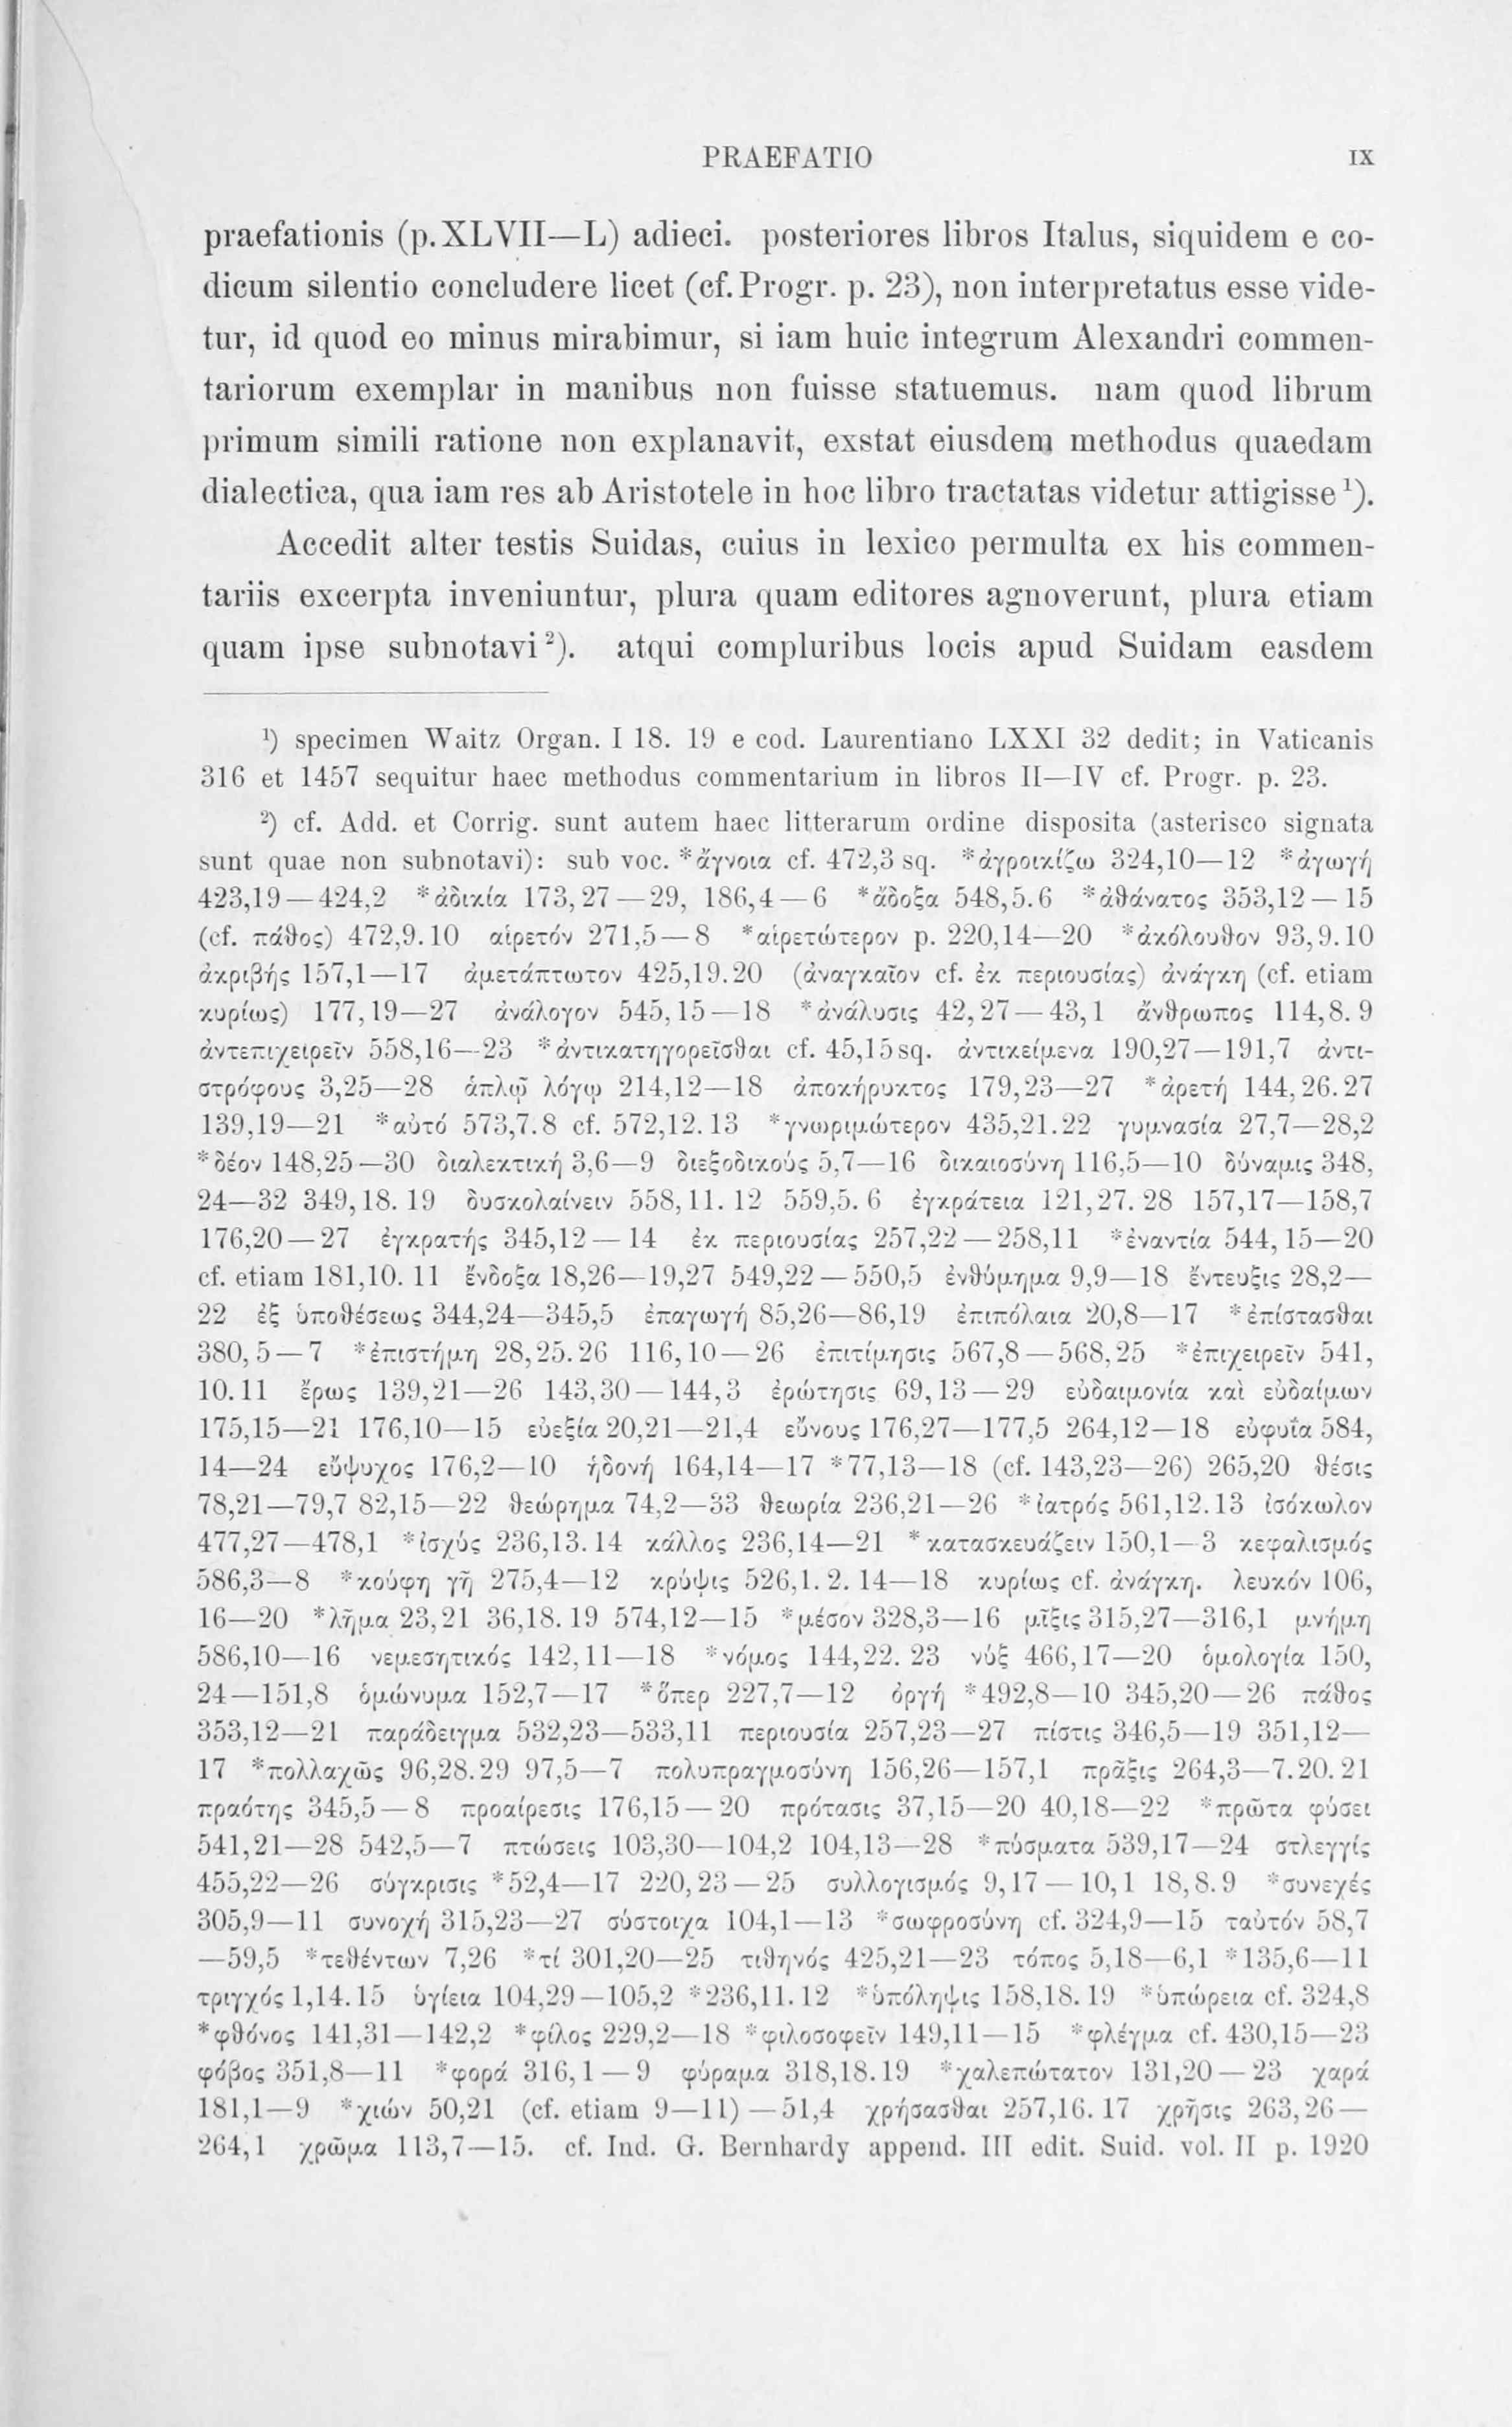 PRAEFATIO IX
praefationis (p. XLVII—L) adieci. posteriores libros Italus, siquidem e co-
dicum silentio concludere licet (cf. Progr. p. 23), non interpretatus esse vide-
tur, id quod eo minus mirabimur, si iam huic integrum Alexandri commen-
tariorum exemplar in manibus non fuisse statuemus. nam quod librum
primum simili ratione non explanavit, exstat eiusdem methodus quaedam
dialectica, qua iam res ab Aristotele in hoc libro tractatas videtur attigisse ¹).
Accedit alter testis Suidas, cuius in lexico permulta ex his commen-
tariis excerpta inveniuntur, plura quam editores agnoverunt, plura etiam
quam ipse subnotavi ²). atqui compluribus locis apud Suidam easdem
¹) specimen Waitz Organ. I 18. 19 e cod. Laurentiano LXXI 32 dedit; in Vaticanis
316 et 1457 sequitur haec methodus commentarium in libros II—IV cf. Progr. p. 23.
²) cf. Add. et Corrig. sunt autem haec litterarum ordine disposita (asterisco signata
sunt quae non subnotavi): sub voc. *ἄγνοια cf. 472,3 sq. *ἀγροικίζω 324,10—12 *ἀγωγή
423,19—424,2 *ἀδικία 173,27—29, 186,4—6 *ἄδοξα 548,5.6 *ἀθάνατος 353,12—15
(cf. πάθος) 472,9.10 αἱρετόν 271,5—8 *αἱρετώτερον p. 220,14—20 *ἀκόλουθον 93,9.10
ἀκριβής 157,1—17 ἀμετάπτωτον 425,19.20 (ἀναγκαῖον cf. ἐκ περιουσίας) ἀνάγκη (cf. etiam
κυρίως) 177,19—27 ἀνάλογον 545,15—18 *ἀνάλυσις 42,27—43,1 ἄνθρωπος 114,8.9
ἀντεπιχειρεῖν 558,16—23 *ἀντικατηγορεῖσθαι cf. 45,15 sq. ἀντικείμενα 190,27—191,7 ἀντι-
στρόφους 3,25—28 ἁπλῷ λόγῳ 214,12—18 ἀποκήρυκτος 179,23—27 *ἀρετή 144,26.27
139,19—21 *αὐτό 573,7.8 cf. 572,12.13 *γνωριμώτερον 435,21.22 γυμνασία 27,7—28,2
*δέον 148,25—30 διαλεκτική 3,6—9 διεξοδικούς 5,7—16 δικαιοσύνη 116,5—10 δύναμις 348,
24—32 349,18.19 δυσκολαίνειν 558,11.12 559,5.6 ἐγκράτεια 121,27.28 157,17—158,7
176,20—27 ἐγκρατής 345,12—14 ἐκ περιουσίας 257,22—258,11 *ἐναντία 544,15—20
cf. etiam 181,10.11 ἔνδοξα 18,26—19,27 549,22—550,5 ἐνθύμημα 9,9—18 ἔντευξις 28,2—
22 ἐξ ὑποθέσεως 344,24—345,5 ἐπαγωγή 85,26—86,19 ἐπιπόλαια 20,8—17 *ἐπίστασθαι
380,5—7 *ἐπιστήμη 28,25.26 116,10—26 ἐπιτίμησις 567,8—568,25 *ἐπιχειρεῖν 541,
10.11 ἔρως 139,21—26 143,30—144,3 ἐρώτησις 69,13—29 εὐδαιμονία καὶ εὐδαίμων
175,15—21 176,10—15 εὐεξία 20,21—21,4 εὔνους 176,27—177,5 264,12—18 εὐφυΐα 584,
14—24 εὔψυχος 176,2—10 ἡδονή 164,14—17 *77,13—18 (cf. 143,23—26) 265,20 θέσις
78,21—79,7 82,15—22 θεώρημα 74,2—33 θεωρία 236,21—26 *ἰατρός 561,12.13 ἰσόκωλον
477,27—478,1 *ἰσχύς 236,13.14 κάλλος 236,14—21 *κατασκευάζειν 150,1—3 κεφαλισμός
586,3—8 *κούφη γῆ 275,4—12 κρύψις 526,1.2.14—18 κυρίως cf. ἀνάγκη. λευκόν 106,
16—20 *λῆμα 23,21 36,18.19 574,12—15 *μέσον 328,3—16 μῖξις 315,27—316,1 μνήμη
586,10—16 νεμεσητικός 142,11—18 *νόμος 144,22.23 νύξ 466,17—20 ὁμολογία 150,
24—151,8 ὁμώνυμα 152,7—17 *ὅπερ 227,7—12 ὀργή *492,8—10 345,20—26 πάθος
353,12—21 παράδειγμα 532,23—533,11 περιουσία 257,23—27 πίστις 346,5—19 351,12—
17 *πολλαχῶς 96,28.29 97,5—7 πολυπραγμοσύνη 156,26—157,1 πρᾶξις 264,3—7.20.21
πραότης 345,5—8 προαίρεσις 176,15—20 πρότασις 37,15—20 40,18—22 *πρῶτα φύσει
541,21—28 542,5—7 πτώσεις 103,30—104,2 104,13—28 *πύσματα 539,17—24 στλεγγίς
455,22—26 σύγκρισις *52,4—17 220,23—25 συλλογισμός 9,17—10,1 18,8.9 *συνεχές
305,9—11 συνοχή 315,23—27 σύστοιχα 104,1—13 *σωφροσύνη cf. 324,9—15 ταὐτόν 58,7
—59,5 *τεθέντων 7,26 *τί 301,20—25 τιθηνός 425,21—23 τόπος 5,18—6,1 *135,6—11
τριγχός 1,14.15 ὑγίεια 104,29—105,2 *236,11.12 *ὑπόληψις 158,18.19 *ὑπώρεια cf. 324,8
*φθόνος 141,31—142,2 *φίλος 229,2—18 *φιλοσοφεῖν 149,11—15 *φλέγμα cf. 430,15—23
φόβος 351,8—11 *φορά 316,1—9 φύραμα 318,18.19 *χαλεπώτατον 131,20—23 χαρά
181,1—9 *χιών 50,21 (cf. etiam 9—11)—51,4 χρήσασθαι 257,16.17 χρῆσις 263,26—
264,1 χρῶμα 113,7—15. cf. Ind. G. Bernhardy append. III edit. Suid. vol. II p. 1920